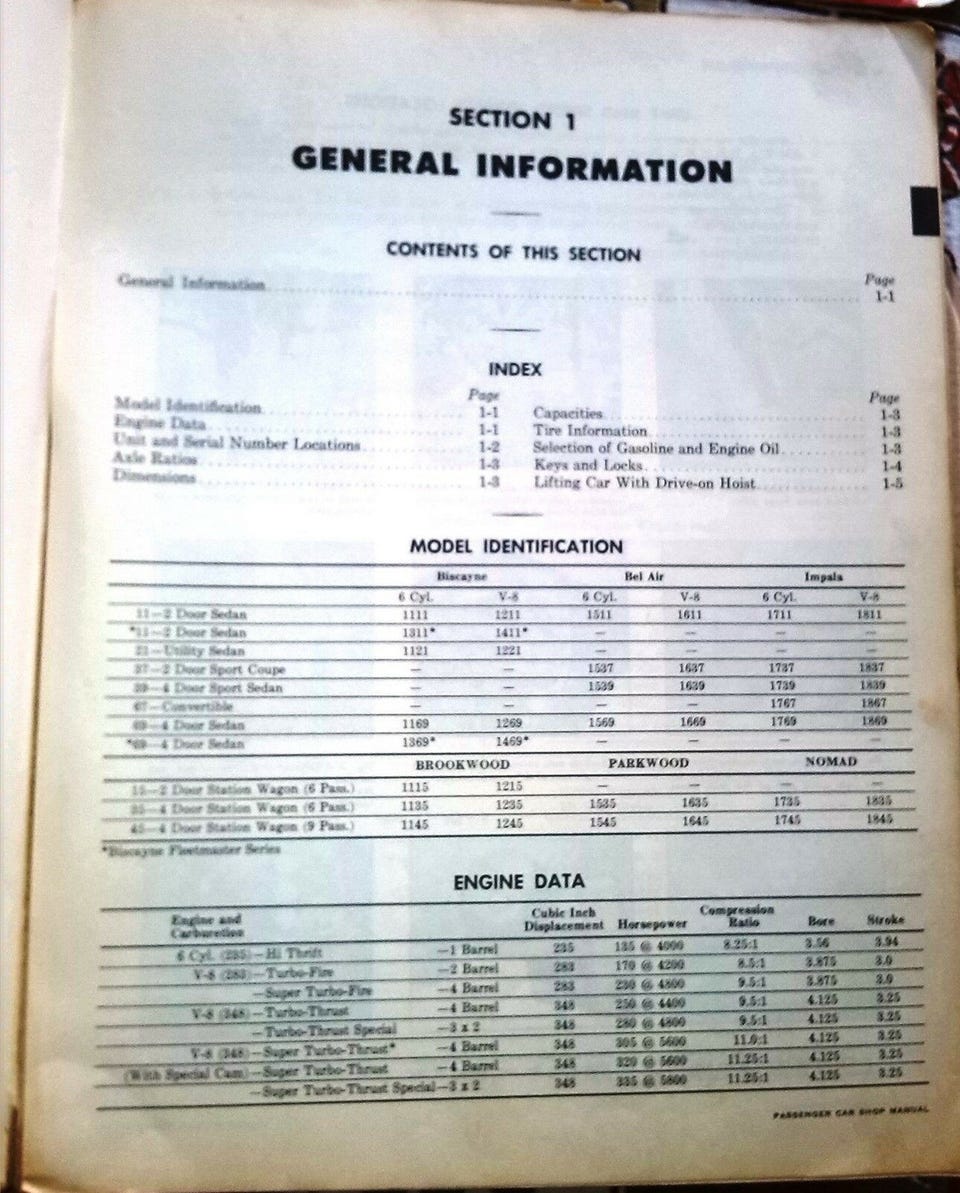 SECTION 1
GENERAL INFORMATION
CONTENTS OF THIS SECTION
Page
General Information 1-1
INDEX
Page Page
Model Identification 1-1 Capacities 1-3
Engine Data 1-1 Tire Information 1-3
Unit and Serial Number Locations 1-2 Selection of Gasoline and Engine Oil 1-3
Axle Ratios 1-3 Keys and Locks 1-4
Dimensions 1-3 Lifting Car With Drive-on Hoist 1-5
MODEL IDENTIFICATION
Biscayne Bel Air Impala
6 Cyl. V-8 6 Cyl. V-8 6 Cyl. V-8
11—2 Door Sedan 1111 1211 1511 1611 1711 1811
*11—2 Door Sedan 1311* 1411* — — — —
21—Utility Sedan 1121 1221 — — — —
37—2 Door Sport Coupe — — 1537 1637 1737 1837
39—4 Door Sport Sedan — — 1539 1639 1739 1839
67—Convertible — — — — 1767 1867
69—4 Door Sedan 1169 1269 1569 1669 1769 1869
*69—4 Door Sedan 1369* 1469* — — — —
BROOKWOOD PARKWOOD NOMAD
15—2 Door Station Wagon (6 Pass.) 1115 1215 — — — —
35—4 Door Station Wagon (6 Pass.) 1135 1235 1535 1635 1735 1835
45—4 Door Station Wagon (9 Pass.) 1145 1245 1545 1645 1745 1845
*Biscayne Fleetmaster Series
ENGINE DATA
Engine and Carburetion Cubic Inch Displacement Horsepower Compression Ratio Bore Stroke
6 Cyl. (235)—Hi Thrift —1 Barrel 235 135 @ 4000 8.25:1 3.56 3.94
V-8 (283)—Turbo-Fire —2 Barrel 283 170 @ 4200 8.5:1 3.875 3.0
—Super Turbo-Fire —4 Barrel 283 230 @ 4800 9.5:1 3.875 3.0
V-8 (348)—Turbo-Thrust —4 Barrel 348 250 @ 4400 9.5:1 4.125 3.25
—Turbo-Thrust Special —3 x 2 348 280 @ 4800 9.5:1 4.125 3.25
V-8 (348)—Super Turbo-Thrust* —4 Barrel 348 305 @ 5600 11.0:1 4.125 3.25
(With Special Cam)—Super Turbo-Thrust —4 Barrel 348 320 @ 5600 11.25:1 4.125 3.25
—Super Turbo-Thrust Special—3 x 2 348 335 @ 5800 11.25:1 4.125 3.25
PASSENGER CAR SHOP MANUAL